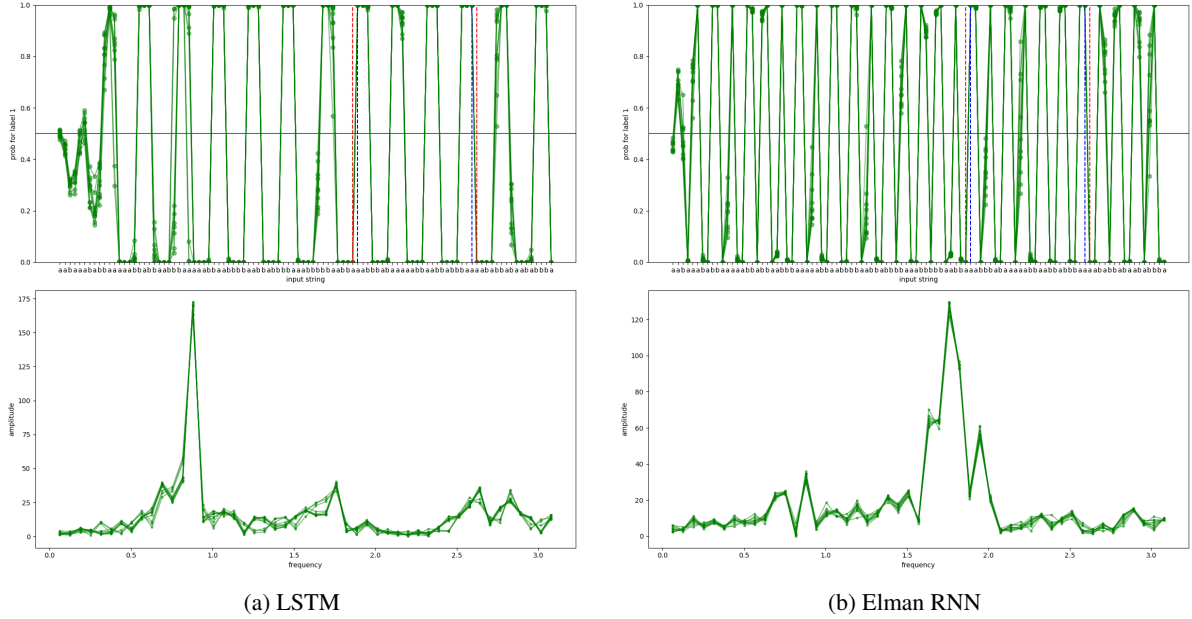 1.0
0.8
0.6
0.4
0.2
0.0
prob for label 1
input string
175
150
125
100
75
50
25
0
amplitude
0.0 0.5 1.0 1.5 2.0 2.5 3.0
frequency
(a) LSTM
1.0
0.8
0.6
0.4
0.2
0.0
prob for label 1
input string
120
100
80
60
40
20
0
amplitude
0.0 0.5 1.0 1.5 2.0 2.5 3.0
frequency
(b) Elman RNN